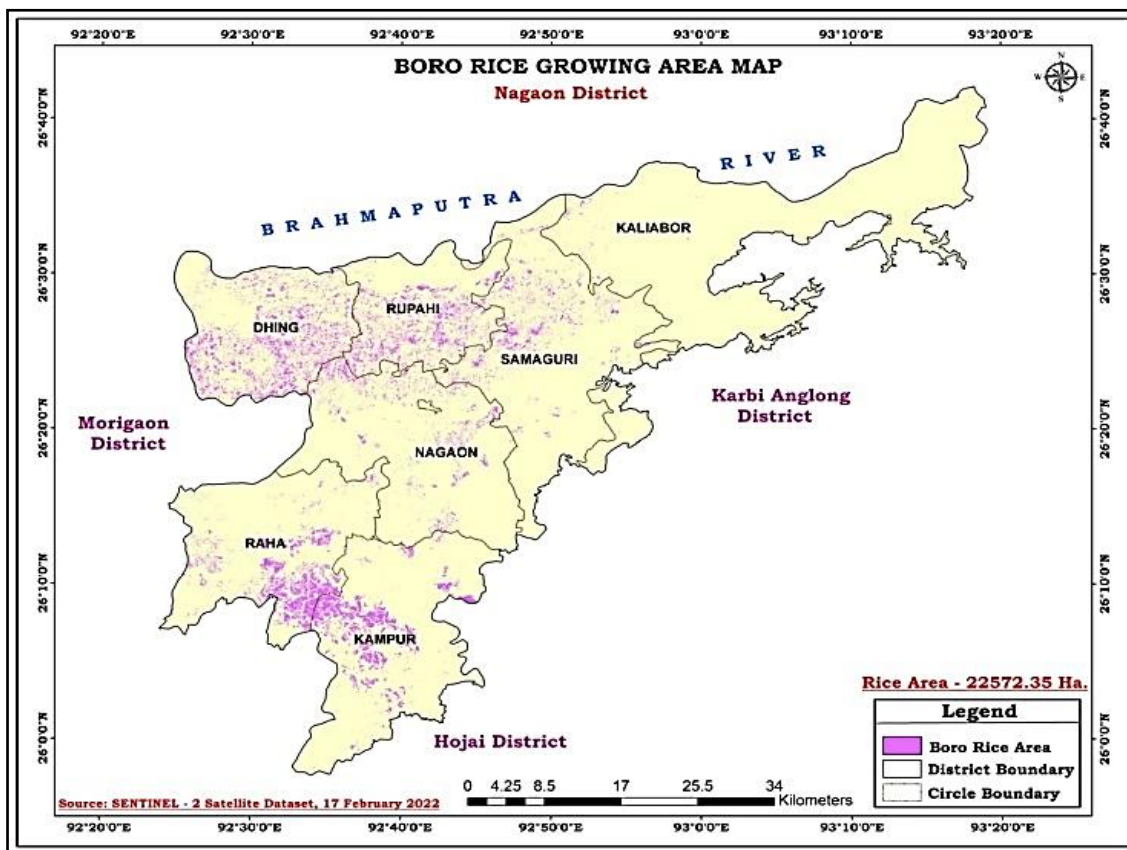 92°20'0"E 92°30'0"E 92°40'0"E 92°50'0"E 93°0'0"E 93°10'0"E 93°20'0"E
BORO RICE GROWING AREA MAP
Nagaon District
N
W E
S
26°40'0"N 26°40'0"N
BRAHMAPUTRA RIVER
KALIABOR
26°30'0"N 26°30'0"N
RUPAHI
DHING
SAMAGURI
Karbi Anglong
District
Morigaon
District
26°20'0"N 26°20'0"N
NAGAON
RAHA
26°10'0"N 26°10'0"N
KAMPUR
Rice Area - 22572.35 Ha.
Legend
Boro Rice Area
District Boundary
Circle Boundary
Hojai District
26°0'0"N 26°0'0"N
Source: SENTINEL - 2 Satellite Dataset, 17 February 2022
0 4.25 8.5 17 25.5 34
Kilometers
92°20'0"E 92°30'0"E 92°40'0"E 92°50'0"E 93°0'0"E 93°10'0"E 93°20'0"E